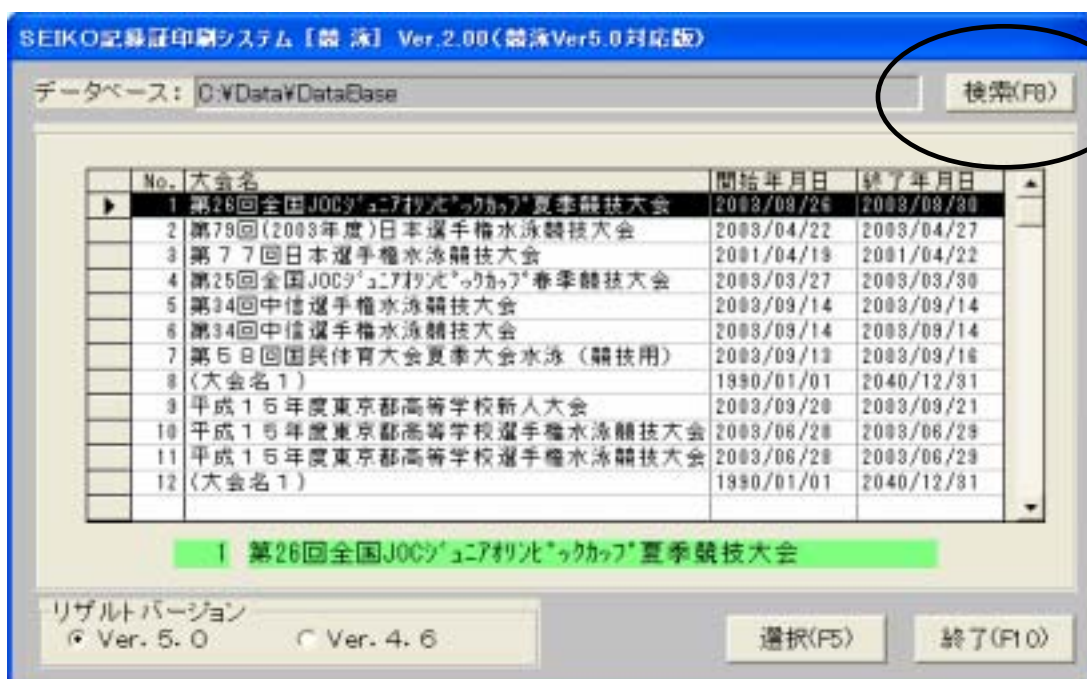 SEIKO記録証印刷システム [競 泳] Ver.2.00(競泳Ver5.0対応版)
データベース: C:¥Data¥DataBase 検索(F8)
No. 大会名 開始年月日 終了年月日
1 第26回全国JOCジュニアオリンピックカップ夏季競技大会 2003/08/26 2003/08/30
2 第79回(2003年度)日本選手権水泳競技大会 2003/04/22 2003/04/27
3 第77回日本選手権水泳競技大会 2001/04/19 2001/04/22
4 第25回全国JOCジュニアオリンピックカップ春季競技大会 2003/03/27 2003/03/30
5 第34回中信選手権水泳競技大会 2003/09/14 2003/09/14
6 第34回中信選手権水泳競技大会 2003/09/14 2003/09/14
7 第58回国民体育大会夏季大会水泳(競技用) 2003/09/13 2003/09/16
8 (大会名1) 1990/01/01 2040/12/31
9 平成15年度東京都高等学校新人大会 2003/09/20 2003/09/21
10 平成15年度東京都高等学校選手権水泳競技大会 2003/06/28 2003/06/29
11 平成15年度東京都高等学校選手権水泳競技大会 2003/06/28 2003/06/29
12 (大会名1) 1990/01/01 2040/12/31
1 第26回全国JOCジュニアオリンピックカップ夏季競技大会
リザルトバージョン
Ver. 5. 0 Ver. 4. 6 選択(F5) 終了(F10)